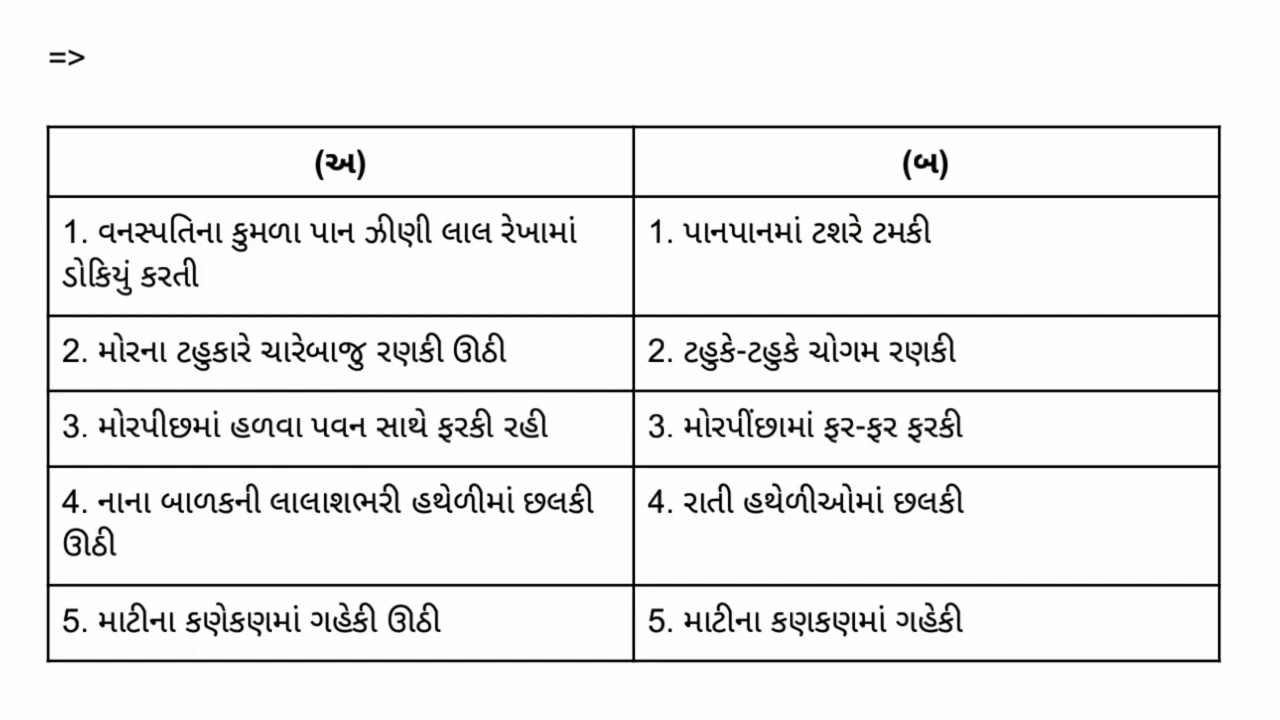 =>
(અ)
(બ)
1. વનસ્પતિના કુમળા પાન ઝીણી લાલ રેખામાં
ડોકિયું કરતી
1. પાનપાનમાં ટશરે ટમકી
2. મોરના ટહુકારે ચારેબાજુ રણકી ઊઠી
2. ટહુકે-ટહુકે ચોગમ રણકી
3. મોરપીછમાં હળવા પવન સાથે ફરકી રહી
3. મોરપીંછામાં ફર-ફર ફરકી
4. નાના બાળકની લાલાશભરી હથેળીમાં છલકી
ઊઠી
4. રાતી હથેળીઓમાં છલકી
5. માટીના કણેકણમાં ગહેકી ઊઠી
5. માટીના કણકણમાં ગહેકી